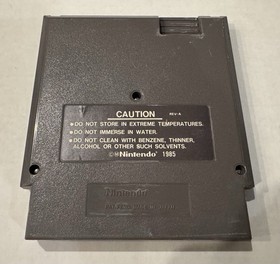 CAUTION
REV-A
•DO NOT STORE IN EXTREME TEMPERATURES.
•DO NOT IMMERSE IN WATER.
•DO NOT CLEAN WITH BENZENE, THINNER,
ALCOHOL OR OTHER SUCH SOLVENTS.
©®Nintendo® 1985
Nintendo